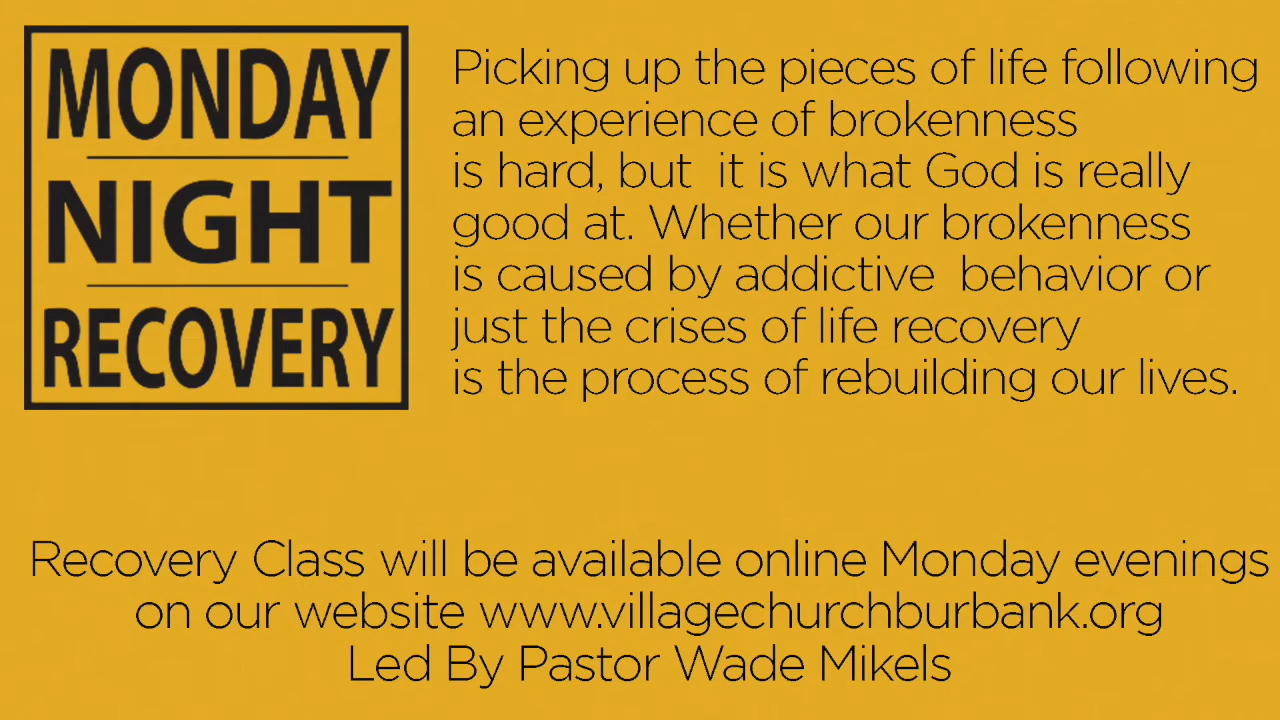 MONDAY
NIGHT
RECOVERY
Picking up the pieces of life following
an experience of brokenness
is hard, but it is what God is really
good at. Whether our brokenness
is caused by addictive behavior or
just the crises of life recovery
is the process of rebuilding our lives.
Recovery Class will be available online Monday evenings
on our website www.villagechurchburbank.org
Led By Pastor Wade Mikels